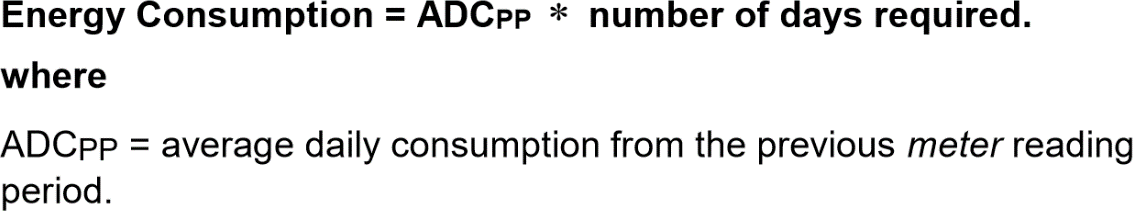 Energy Consumption = ADCPP * number of days required.
where
ADCPP = average daily consumption from the previous meter reading
period.